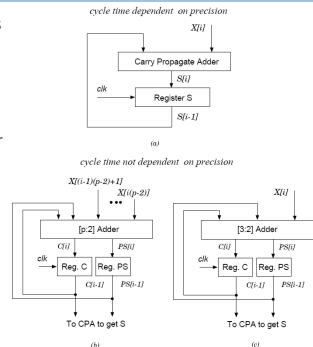 cycle time dependent on precision
X[i]
Carry Propagate Adder
S[i]
clk
Register S
S[i-1]
(a)
cycle time not dependent on precision
X[(i-1)(p-2)+1]
X[i(p-2)]
[p:2] Adder
C[i] PS[i]
clk
Reg. C Reg. PS
C[i-1] PS[i-1]
To CPA to get S
(b)
X[i]
[3:2] Adder
C[i] PS[i]
clk
Reg. C Reg. PS
C[i-1] PS[i-1]
To CPA to get S
(c)